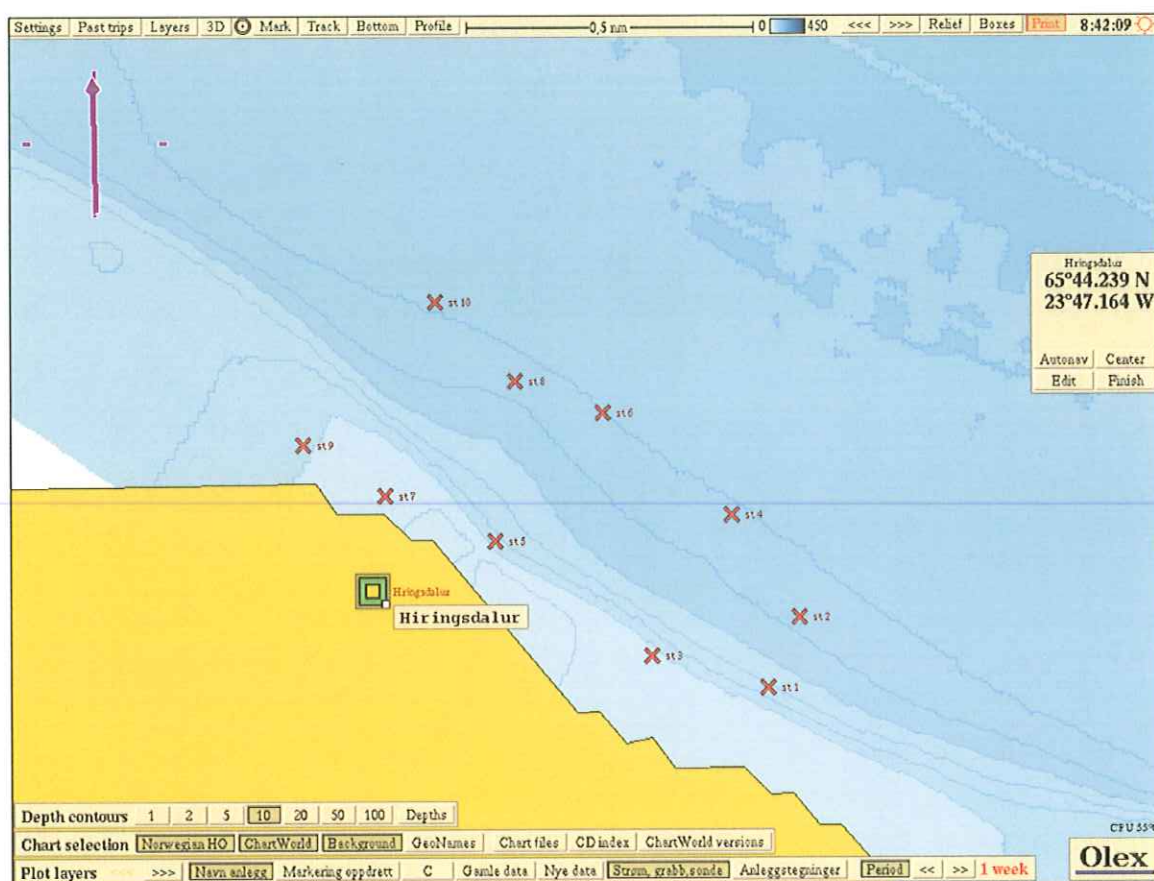 Settings Past trips Layers 3D Mark Track Bottom Profile 0,5 nm 0 450 <<< >>> Relief Boxes Print 8:42:09
Hringsdalur
65°44.239 N
23°47.164 W
Autonav Center
Edit Finish
st 10
st 8
st 6
st 9
st 7
st 4
st 5
Hringsdalur
Hiringsdalur
st 2
st 3
st 1
Depth contours 1 2 5 10 20 50 100 Depths
CPU 55%
Chart selection Norwegian HO ChartWorld Background GeoNames Chart files CD index ChartWorld versions
Olex
Plot layers <<< >>> Navn anlegg Markering oppdrett C Gamle data Nye data Strøm, grabb,sonde Anleggstegninger Period << >> 1 week